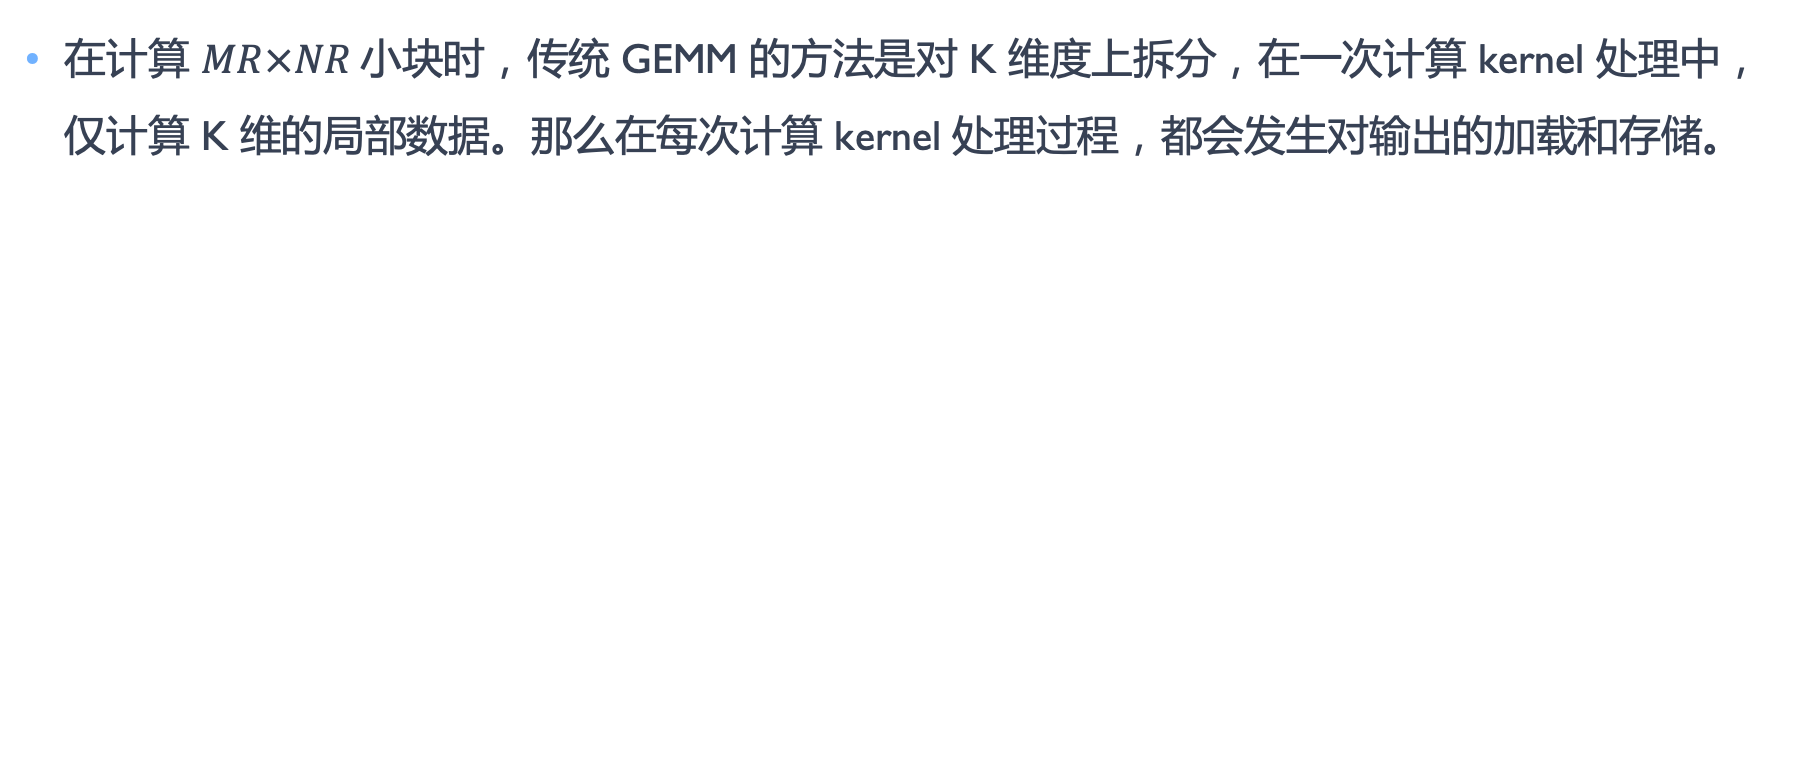 • 在计算 MR×NR 小块时，传统 GEMM 的方法是对 K 维度上拆分，在一次计算 kernel 处理中，
仅计算 K 维的局部数据。那么在每次计算 kernel 处理过程，都会发生对输出的加载和存储。